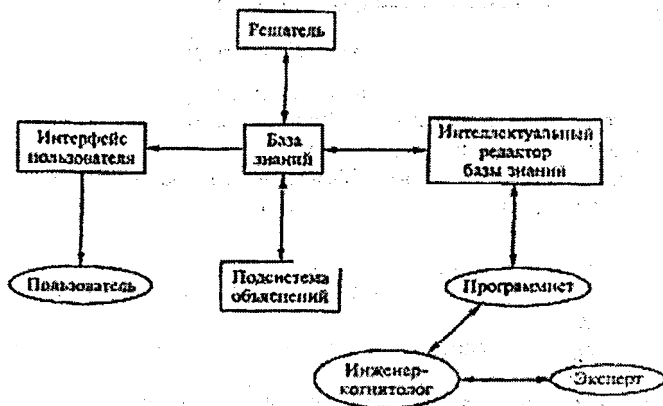 Решатель
Интерфейс
пользователя
База
знаний
Интеллектуальный
редактор
базы знаний
Пользователь
Подсистема
объяснений
Программист
Инженер-
когнитолог
Эксперт